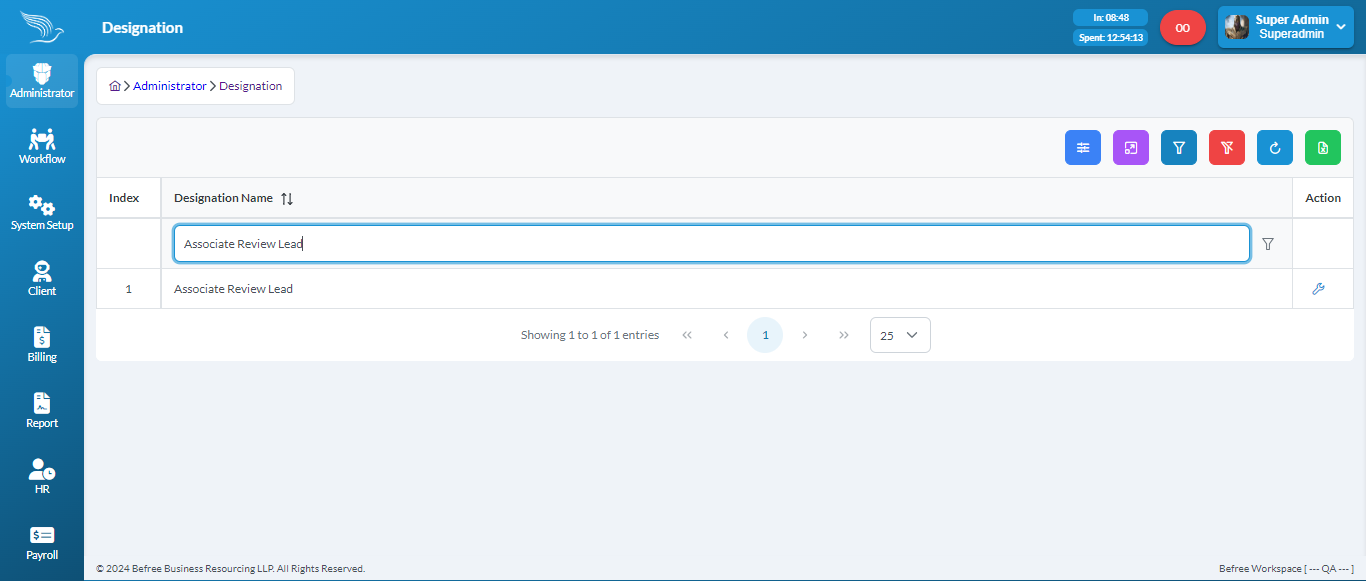 Designation
In: 08:48
Spent: 12:54:13
00
Super Admin
Superadmin
Administrator
Workflow
System Setup
Client
Billing
Report
HR
Payroll
Administrator Designation
Index Designation Name Action
Associate Review Lead
1 Associate Review Lead
Showing 1 to 1 of 1 entries 1 25
© 2024 Befree Business Resourcing LLP. All Rights Reserved. Befree Workspace [ --- QA --- ]